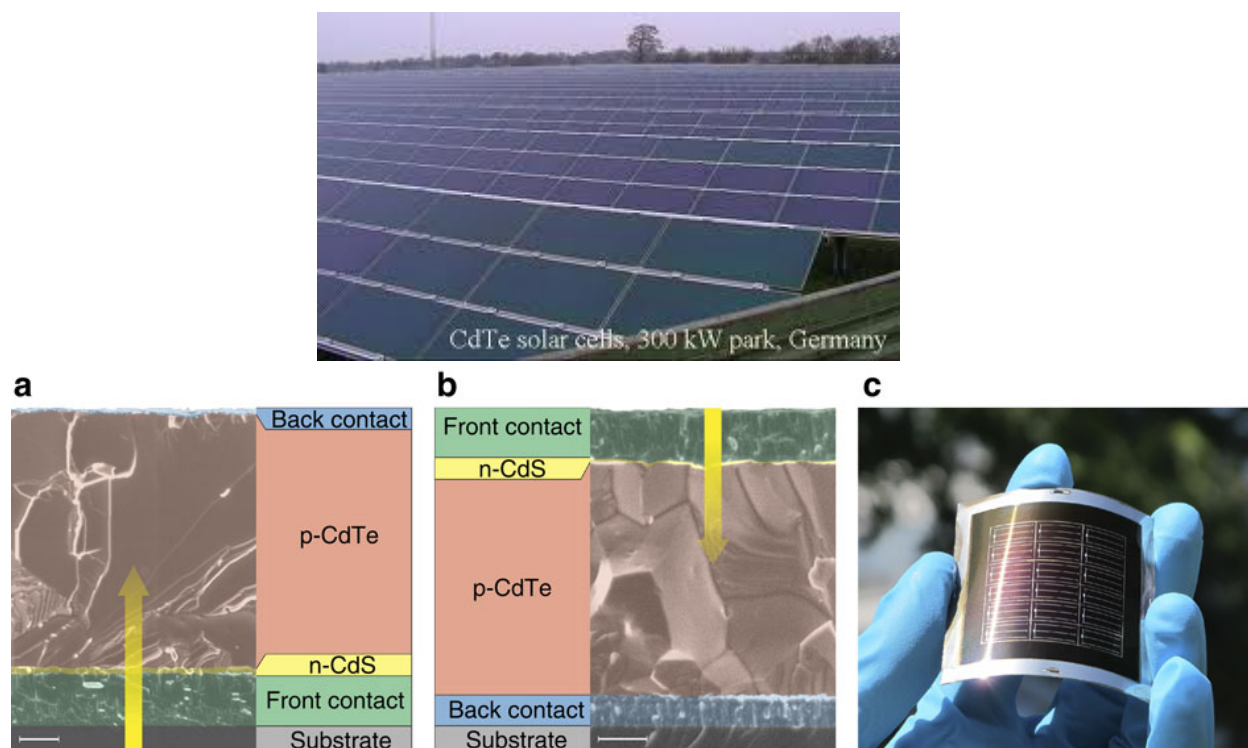 CdTe solar cells, 300 kW park, Germany
a
Back contact
p-CdTe
n-CdS
Front contact
Substrate
b
Front contact
n-CdS
p-CdTe
Back contact
Substrate
c